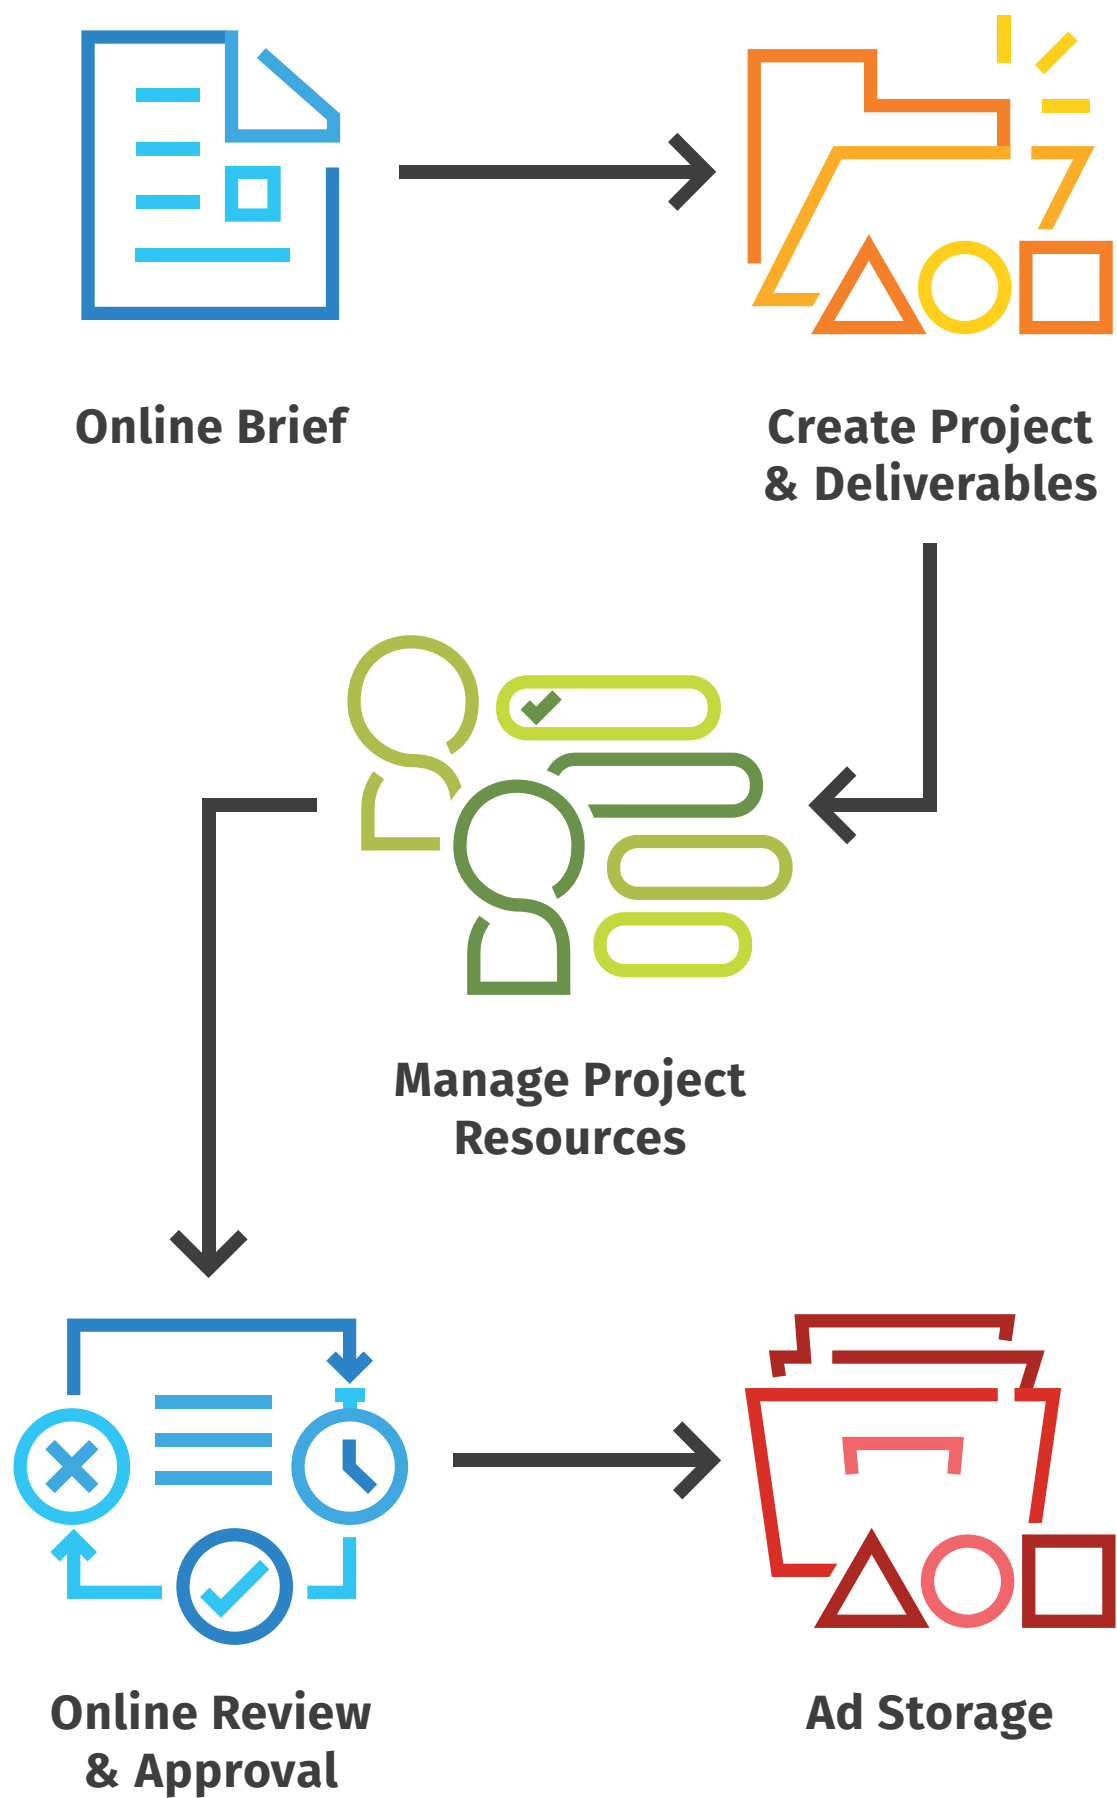 Online Brief
Create Project
& Deliverables
Manage Project
Resources
Online Review
& Approval
Ad Storage